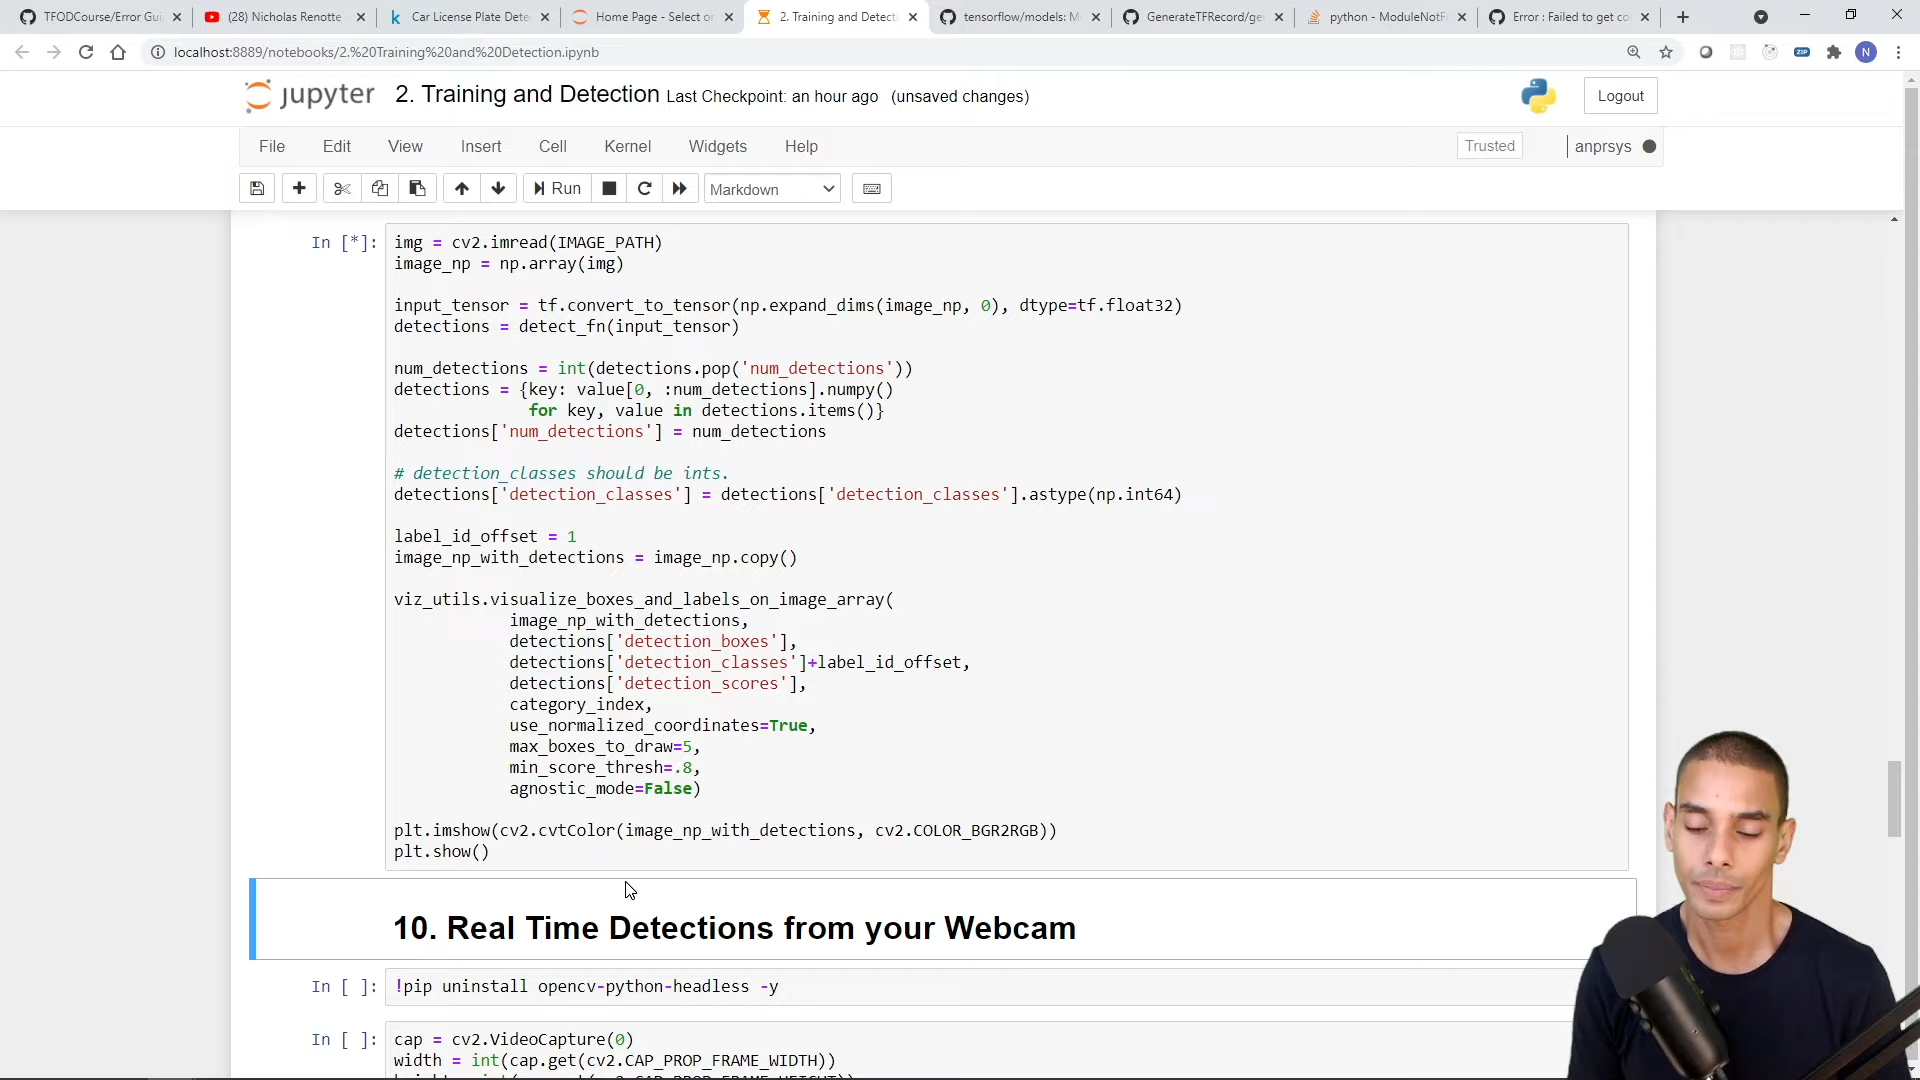 TFODCourse/Error Gui
(28) Nicholas Renotte -
Car License Plate Dete
Home Page - Select or
2. Training and Detecti
tensorflow/models: M
GenerateTFRecord/ge
python - ModuleNotF
Error : Failed to get co
localhost:8889/notebooks/2.%20Training%20and%20Detection.ipynb
ZIP
N
jupyter
2. Training and Detection Last Checkpoint: an hour ago (unsaved changes)
Logout
File Edit View Insert Cell Kernel Widgets Help
Trusted
anprsys
Run
Markdown
In [*]:
img = cv2.imread(IMAGE_PATH)
image_np = np.array(img)
input_tensor = tf.convert_to_tensor(np.expand_dims(image_np, 0), dtype=tf.float32)
detections = detect_fn(input_tensor)
num_detections = int(detections.pop('num_detections'))
detections = {key: value[0, :num_detections].numpy()
for key, value in detections.items()}
detections['num_detections'] = num_detections
# detection_classes should be ints.
detections['detection_classes'] = detections['detection_classes'].astype(np.int64)
label_id_offset = 1
image_np_with_detections = image_np.copy()
viz_utils.visualize_boxes_and_labels_on_image_array(
image_np_with_detections,
detections['detection_boxes'],
detections['detection_classes']+label_id_offset,
detections['detection_scores'],
category_index,
use_normalized_coordinates=True,
max_boxes_to_draw=5,
min_score_thresh=.8,
agnostic_mode=False)
plt.imshow(cv2.cvtColor(image_np_with_detections, cv2.COLOR_BGR2RGB))
plt.show()
10. Real Time Detections from your Webcam
In [ ]:
!pip uninstall opencv-python-headless -y
In [ ]:
cap = cv2.VideoCapture(0)
width = int(cap.get(cv2.CAP_PROP_FRAME_WIDTH))